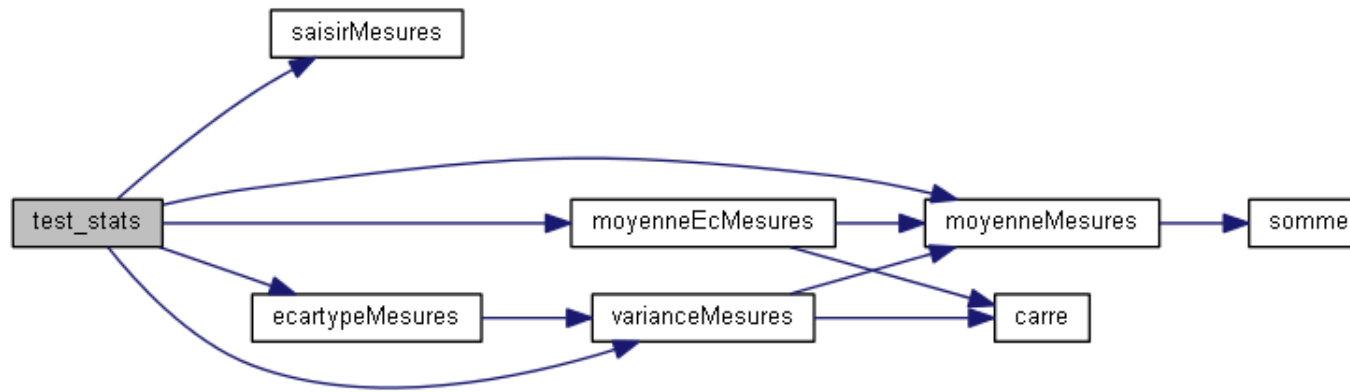 saisirMesures
test_stats
moyenneEcMesures
moyenneMesures
somme
ecartypeMesures
varianceMesures
carre